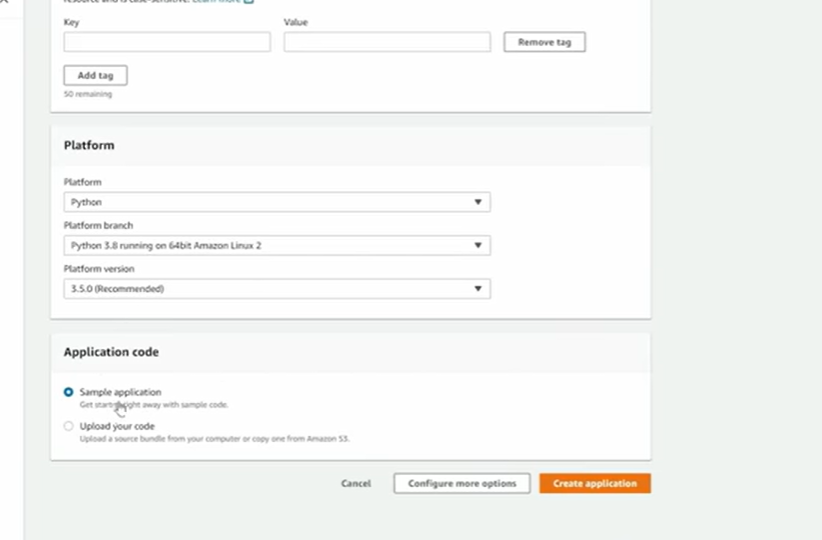 resource and is case-sensitive. Learn more
Key
Value
Remove tag
Add tag
50 remaining
Platform
Platform
Python
Platform branch
Python 3.8 running on 64bit Amazon Linux 2
Platform version
3.5.0 (Recommended)
Application code
Sample application
Get started right away with sample code.
Upload your code
Upload a source bundle from your computer or copy one from Amazon S3.
Cancel
Configure more options
Create application